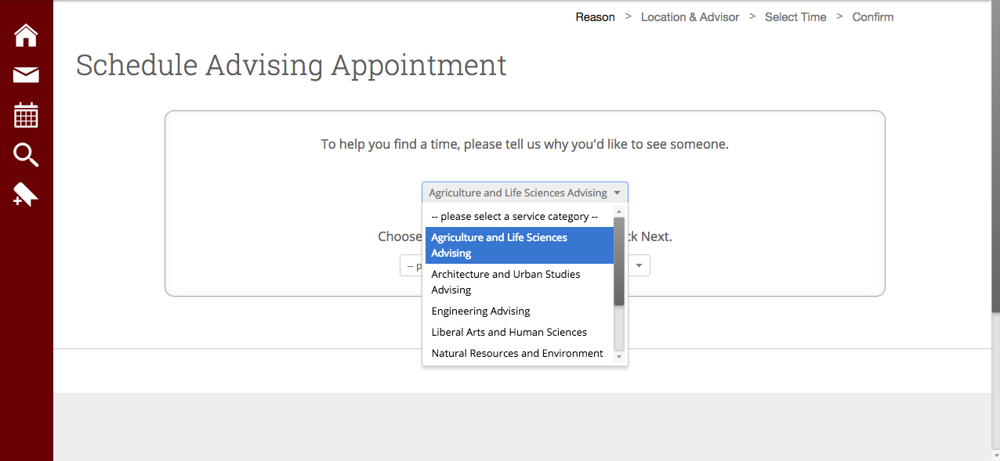 Reason > Location & Advisor > Select Time > Confirm
Schedule Advising Appointment
To help you find a time, please tell us why you'd like to see someone.
Agriculture and Life Sciences Advising
-- please select a service category --
Agriculture and Life Sciences
Advising
Choose ck Next.
-- p
Architecture and Urban Studies
Advising
Engineering Advising
Liberal Arts and Human Sciences
Natural Resources and Environment